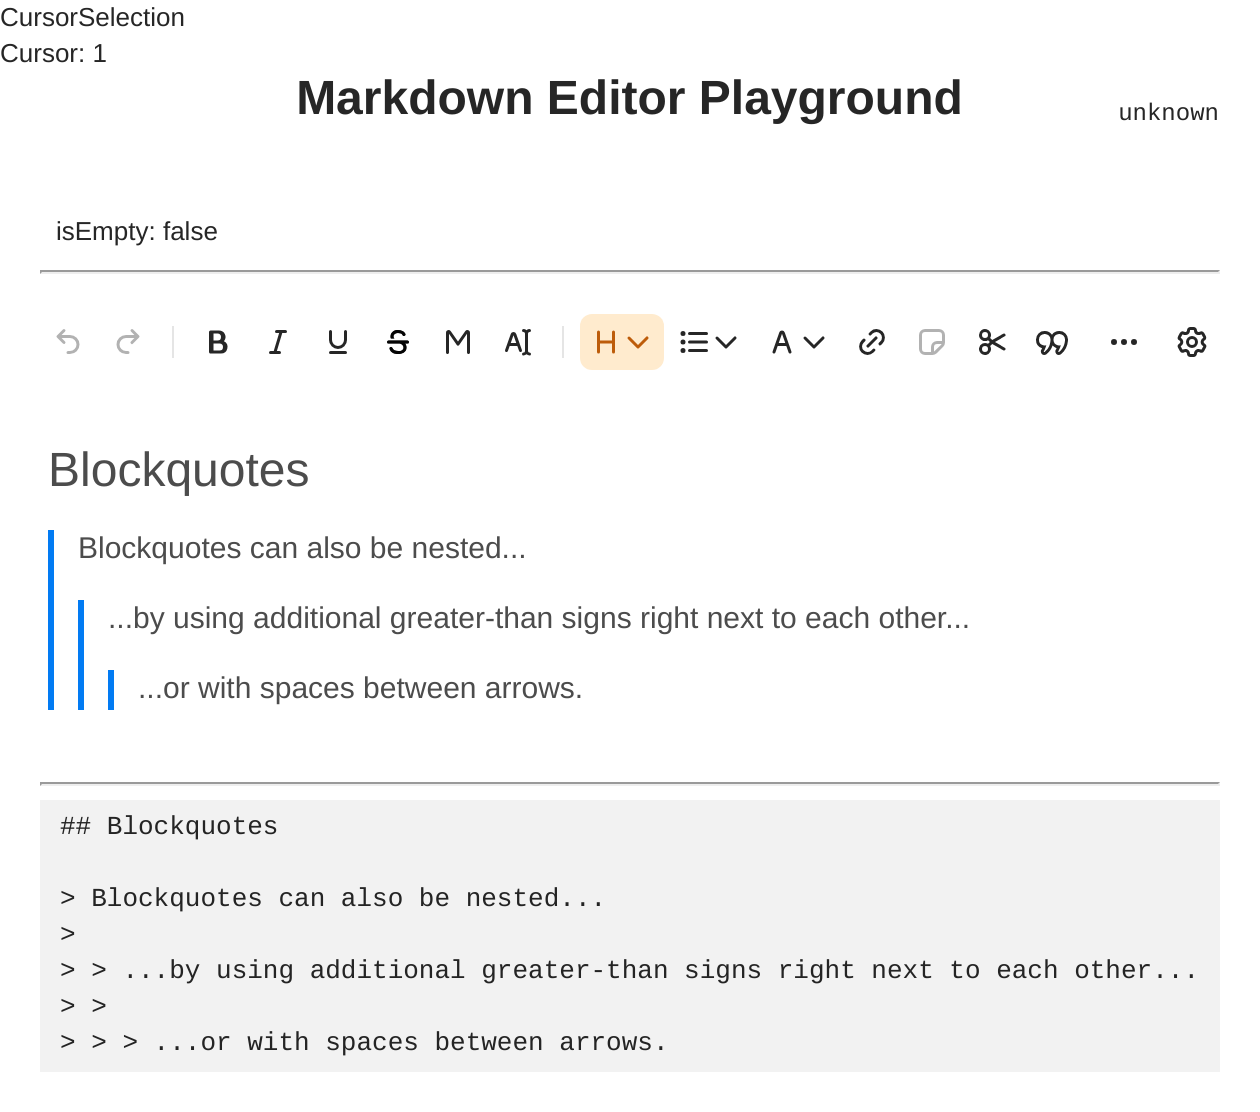 CursorSelection
Cursor: 1
Markdown Editor Playground
unknown
isEmpty: false
B I U S M A H A
Blockquotes
Blockquotes can also be nested...
...by using additional greater-than signs right next to each other...
...or with spaces between arrows.
## Blockquotes
> Blockquotes can also be nested...
>
> > ...by using additional greater-than signs right next to each other...
> >
> > > ...or with spaces between arrows.